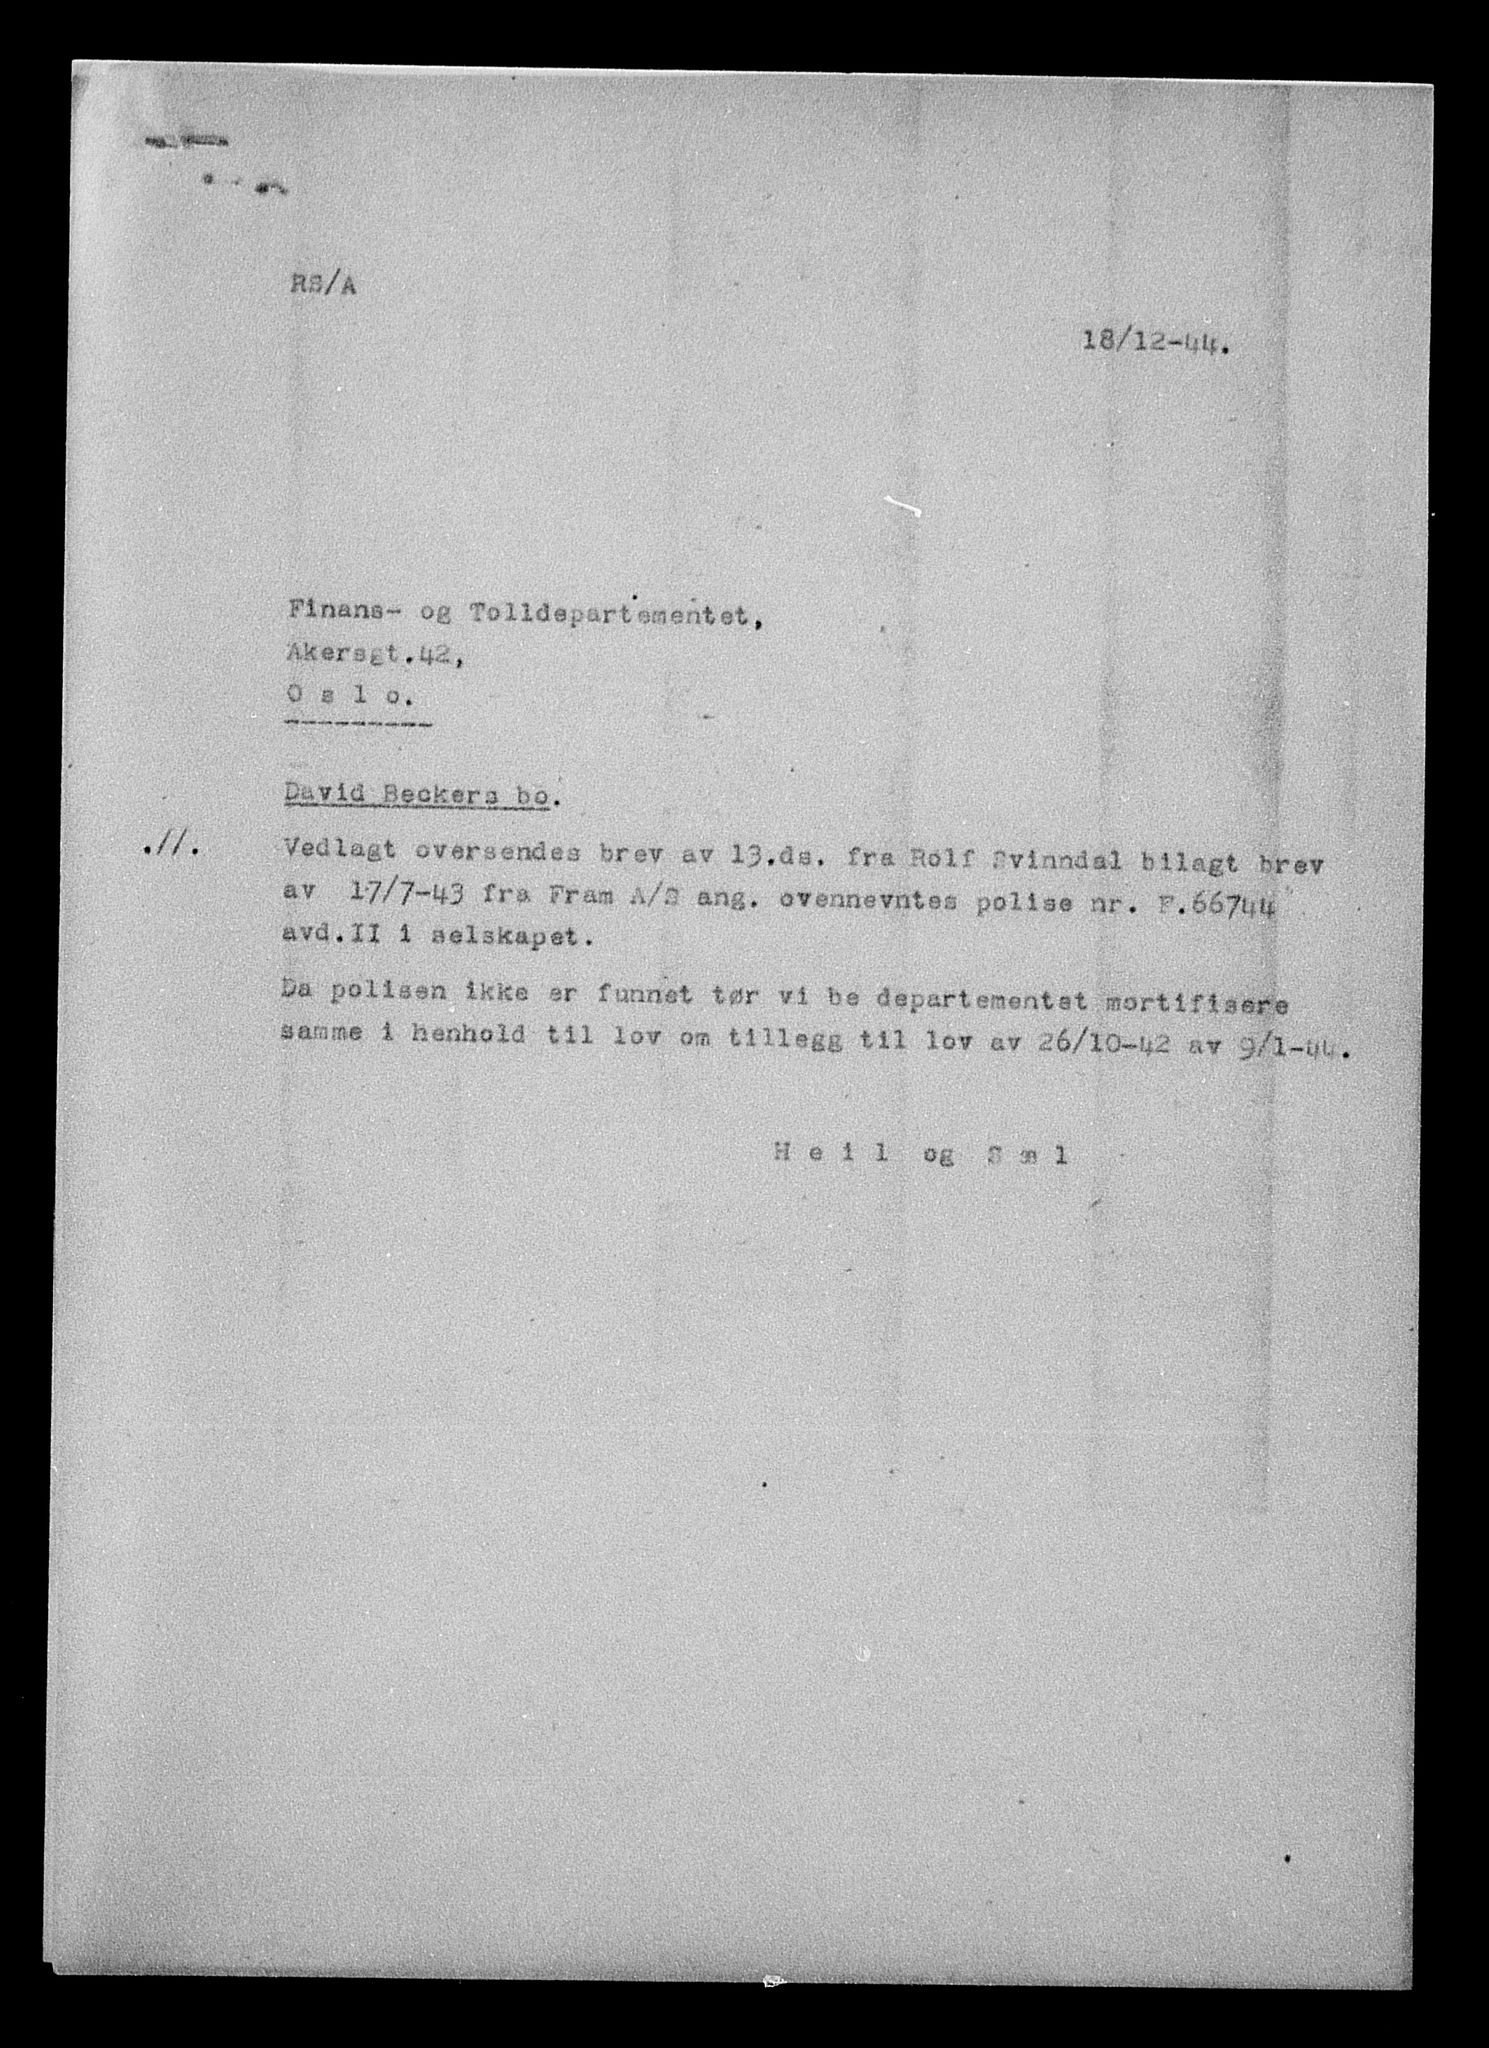 RS/A
18/12-44.
Finans- og Tolldepartementet,
Akersgt.42,
O s l o.
David Beckers bo.
.//. Vedlagt oversendes brev av 13.ds. fra Rolf Svinndal bilagt brev
av 17/7-43 fra Fram A/S ang. ovennevntes polise nr. F.66744
avd.II i selskapet.
Da polisen ikke er funnet tør vi be departementet mortifisere
samme i henhold til lov om tillegg til lov av 26/10-42 av 9/1-44.
H e i l og S æ l